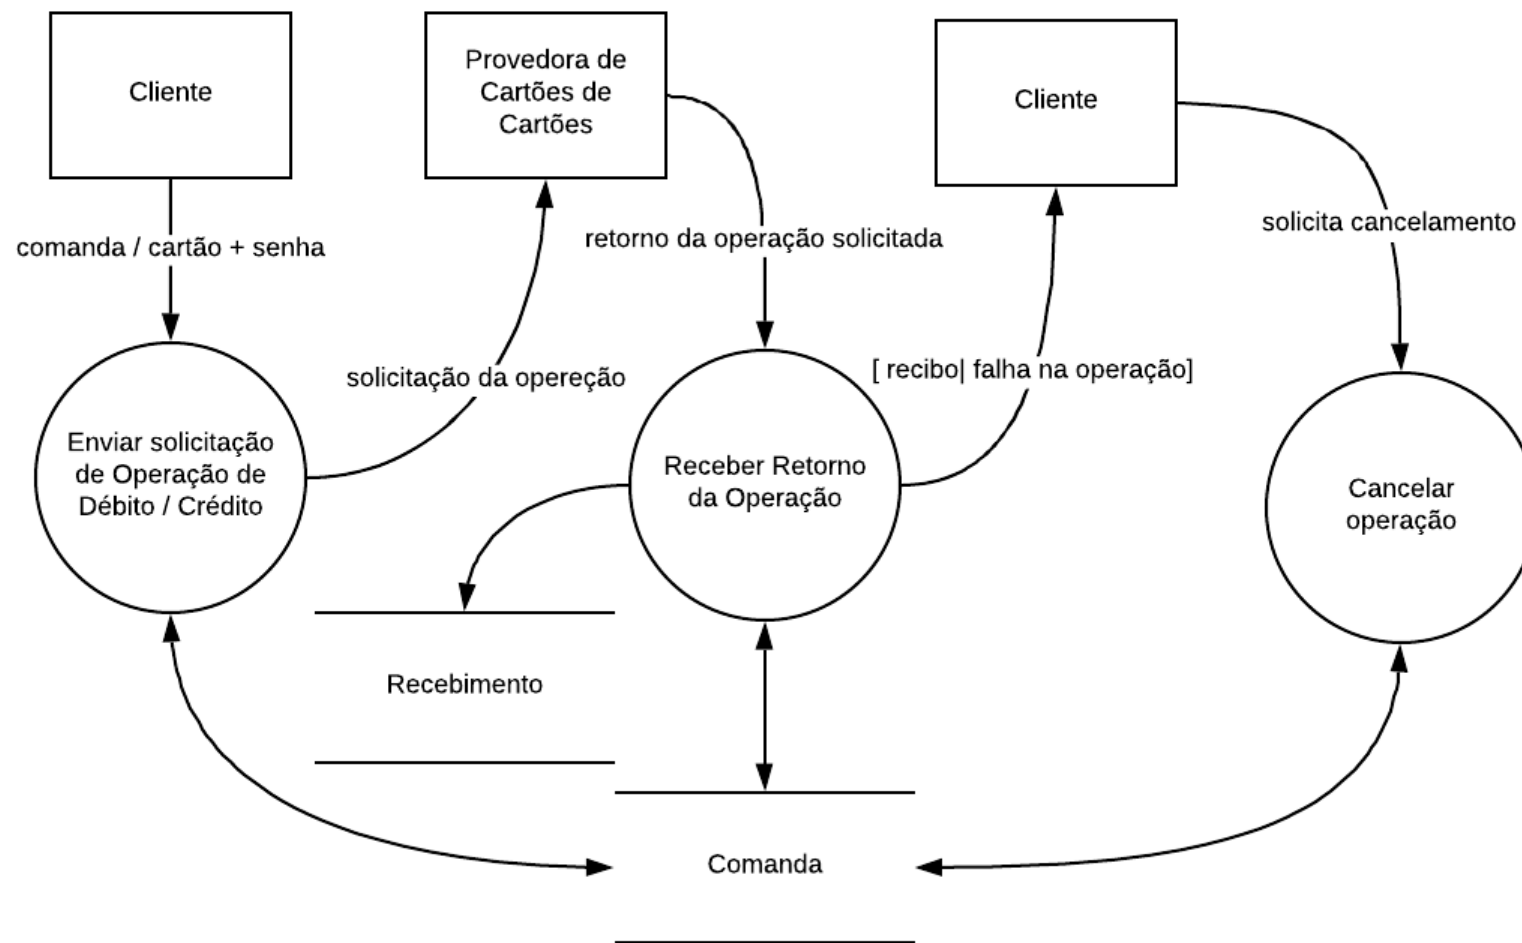 Cliente
Provedora de
Cartões de
Cartões
Cliente
comanda / cartão + senha
retorno da operação solicitada
solicita cancelamento
solicitação da opereção
[ recibo| falha na operação]
Enviar solicitação
de Operação de
Débito / Crédito
Receber Retorno
da Operação
Cancelar
operação
Recebimento
Comanda